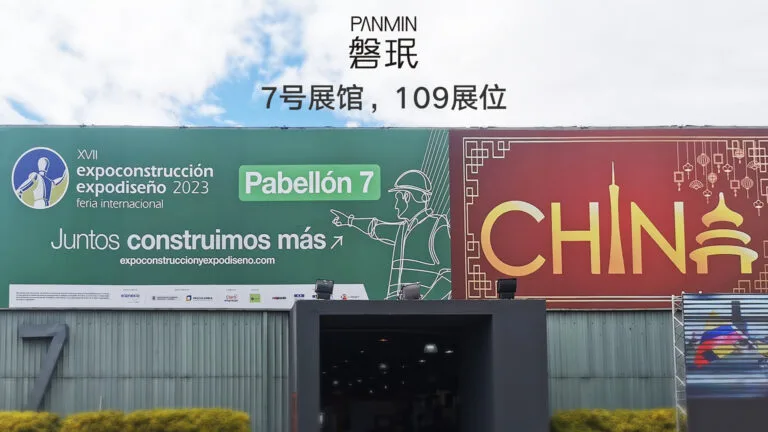 PANMIN
磐珉
7号展馆，109展位
XVII
expoconstrucción
expodiseño 2023
feria internacional
Pabellón 7
Juntos construimos más
expoconstruccionyexpodiseno.com
CHINA
7